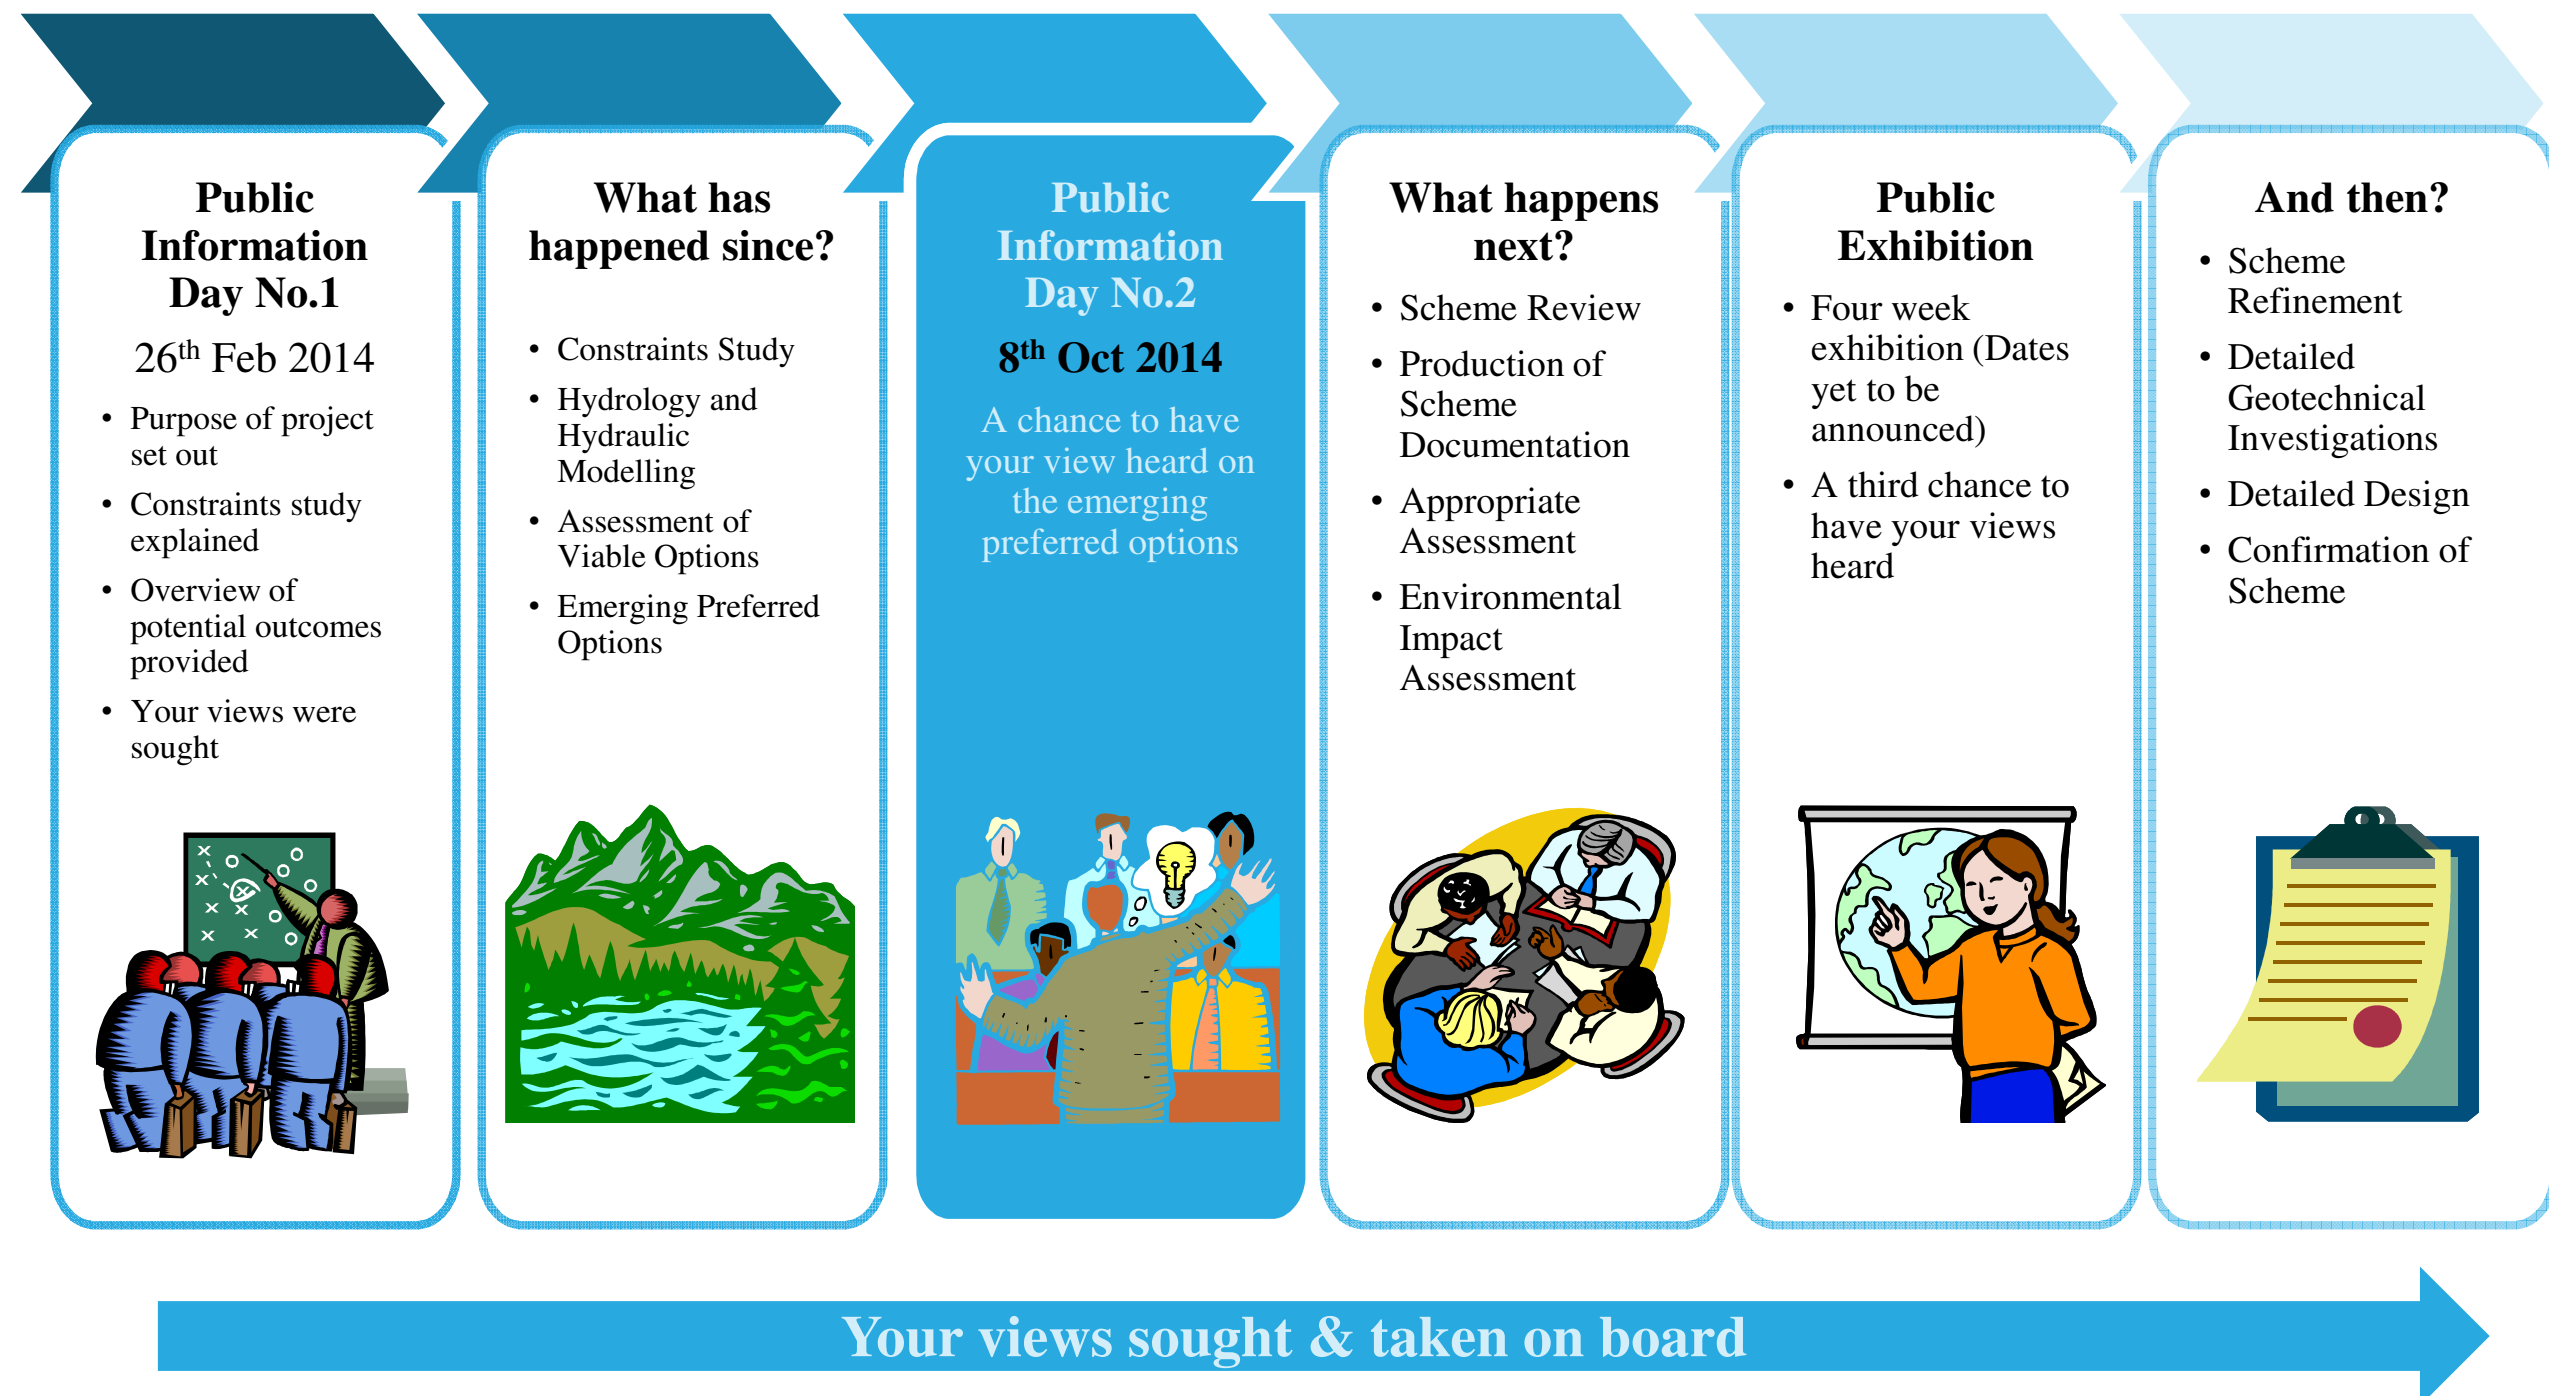 Public
Information
Day No.1
26th Feb 2014
• Purpose of project
set out
• Constraints study
explained
• Overview of
potential outcomes
provided
• Your views were
sought
What has
happened since?
• Constraints Study
• Hydrology and
Hydraulic
Modelling
• Assessment of
Viable Options
• Emerging Preferred
Options
Public
Information
Day No.2
8th Oct 2014
A chance to have
your view heard on
the emerging
preferred options
What happens
next?
• Scheme Review
• Production of
Scheme
Documentation
• Appropriate
Assessment
• Environmental
Impact
Assessment
Public
Exhibition
• Four week
exhibition (Dates
yet to be
announced)
• A third chance to
have your views
heard
And then?
• Scheme
Refinement
• Detailed
Geotechnical
Investigations
• Detailed Design
• Confirmation of
Scheme
Your views sought & taken on board